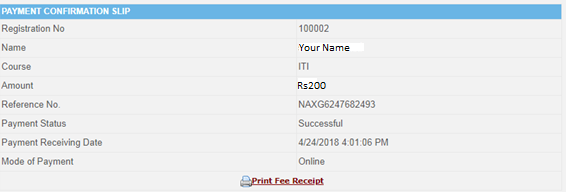 PAYMENT CONFIRMATION SLIP
Registration No 100002
Name Your Name
Course ITI
Amount Rs200
Reference No. NAXG6247682493
Payment Status Successful
Payment Receiving Date 4/24/2018 4:01:06 PM
Mode of Payment Online
Print Fee Receipt